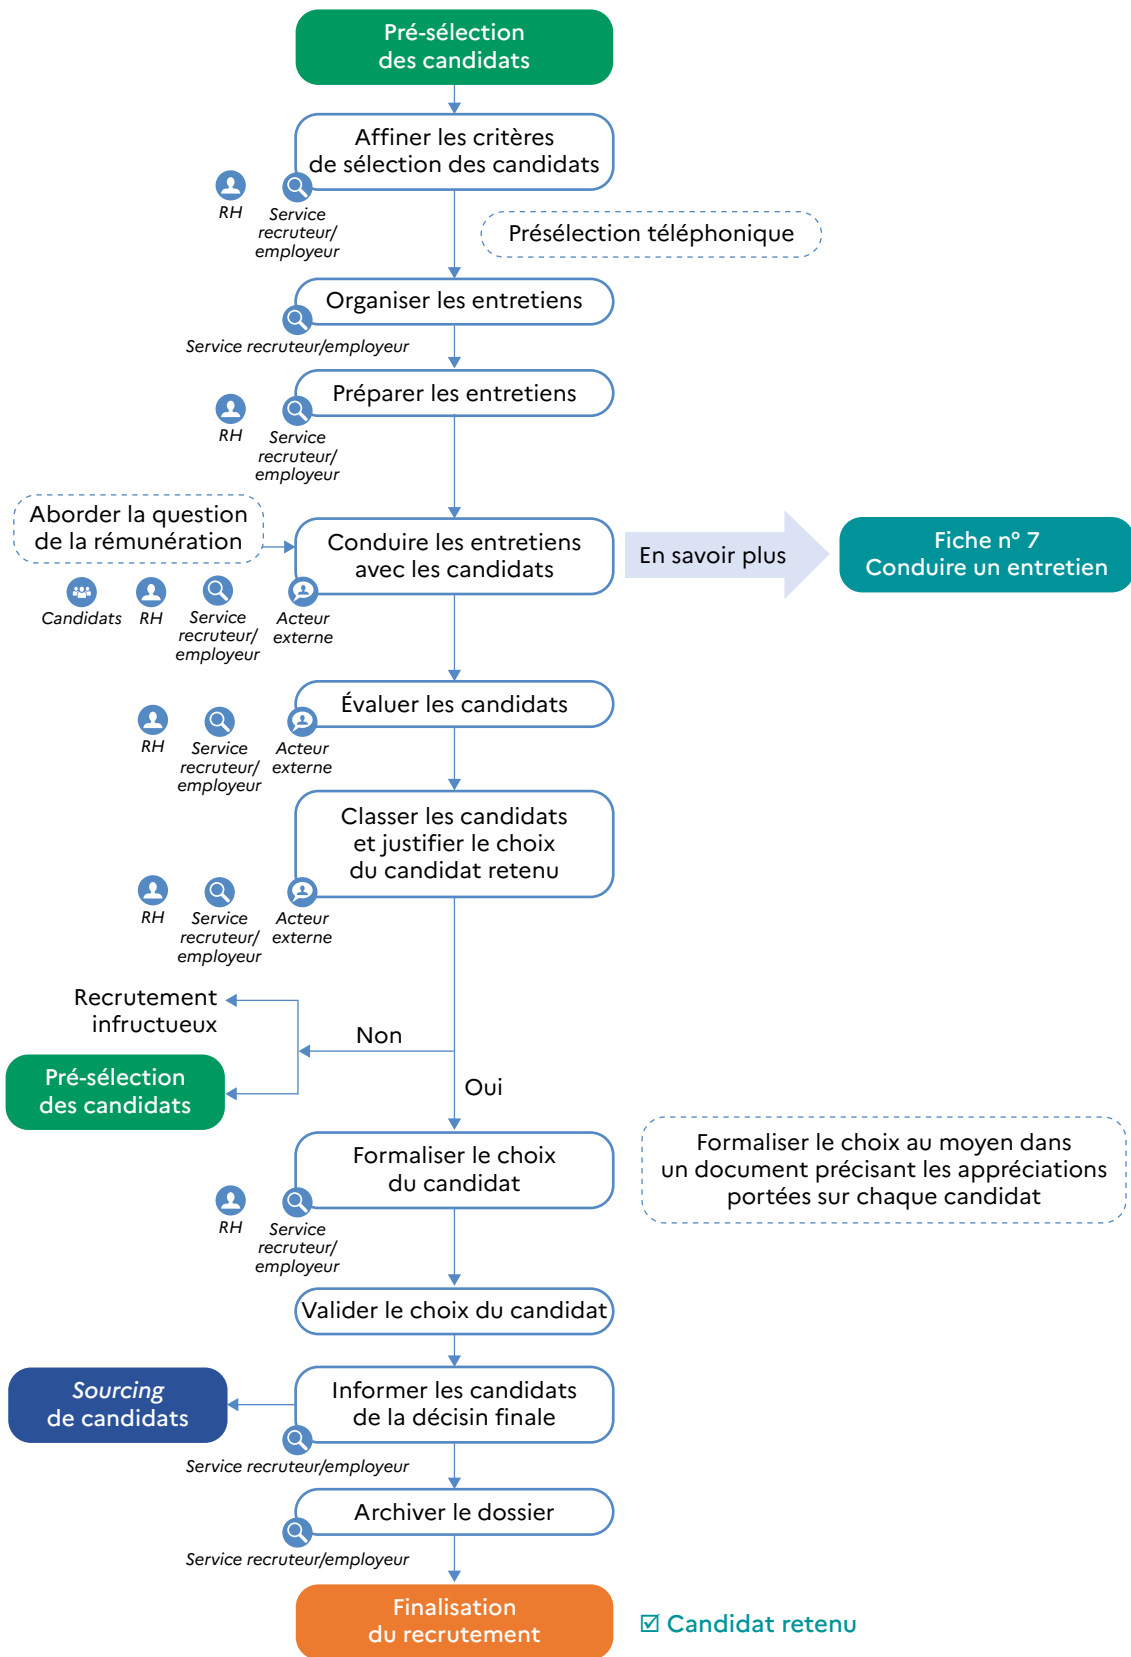 Pré-sélection
des candidats
Affiner les critères
de sélection des candidats
RH
Service
recruteur/
employeur
Présélection téléphonique
Organiser les entretiens
Service recruteur/employeur
Préparer les entretiens
RH
Service
recruteur/
employeur
Aborder la question
de la rémunération
Conduire les entretiens
avec les candidats
En savoir plus
Fiche n° 7
Conduire un entretien
Candidats
RH
Service
recruteur/
employeur
Acteur
externe
Évaluer les candidats
RH
Service
recruteur/
employeur
Acteur
externe
Classer les candidats
et justifier le choix
du candidat retenu
RH
Service
recruteur/
employeur
Acteur
externe
Recrutement
infructueux
Non
Pré-sélection
des candidats
Oui
Formaliser le choix
du candidat
Formaliser le choix au moyen dans
un document précisant les appréciations
portées sur chaque candidat
RH
Service
recruteur/
employeur
Valider le choix du candidat
Sourcing
de candidats
Informer les candidats
de la décisin finale
Service recruteur/employeur
Archiver le dossier
Service recruteur/employeur
Finalisation
du recrutement
☑ Candidat retenu